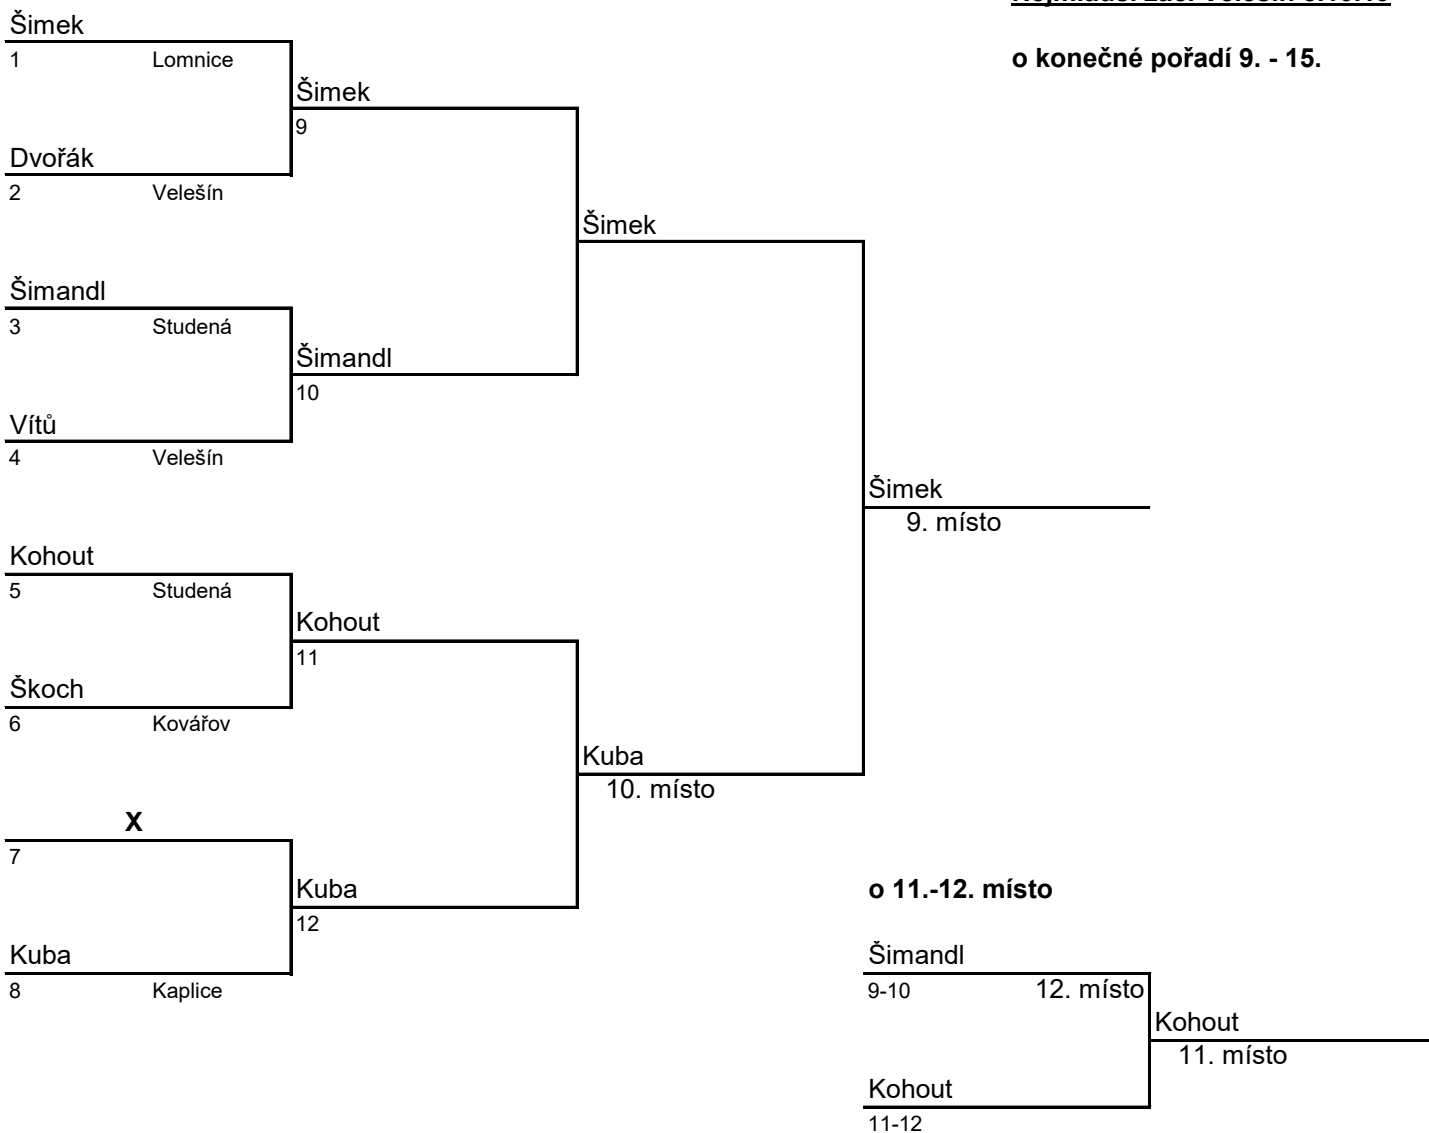 Šimek
1 Lomnice
Šimek
9
Dvořák
2 Velešín
Šimek
Šimandl
3 Studená
Šimandl
10
Vítů
4 Velešín
Šimek
9. místo
Kohout
5 Studená
Kohout
11
Škoch
6 Kovářov
Kuba
10. místo
X
7
Kuba
12
Kuba
8 Kaplice
o konečné pořadí 9. - 15.
o 11.-12. místo
Šimandl
9-10 12. místo
Kohout
11. místo
Kohout
11-12